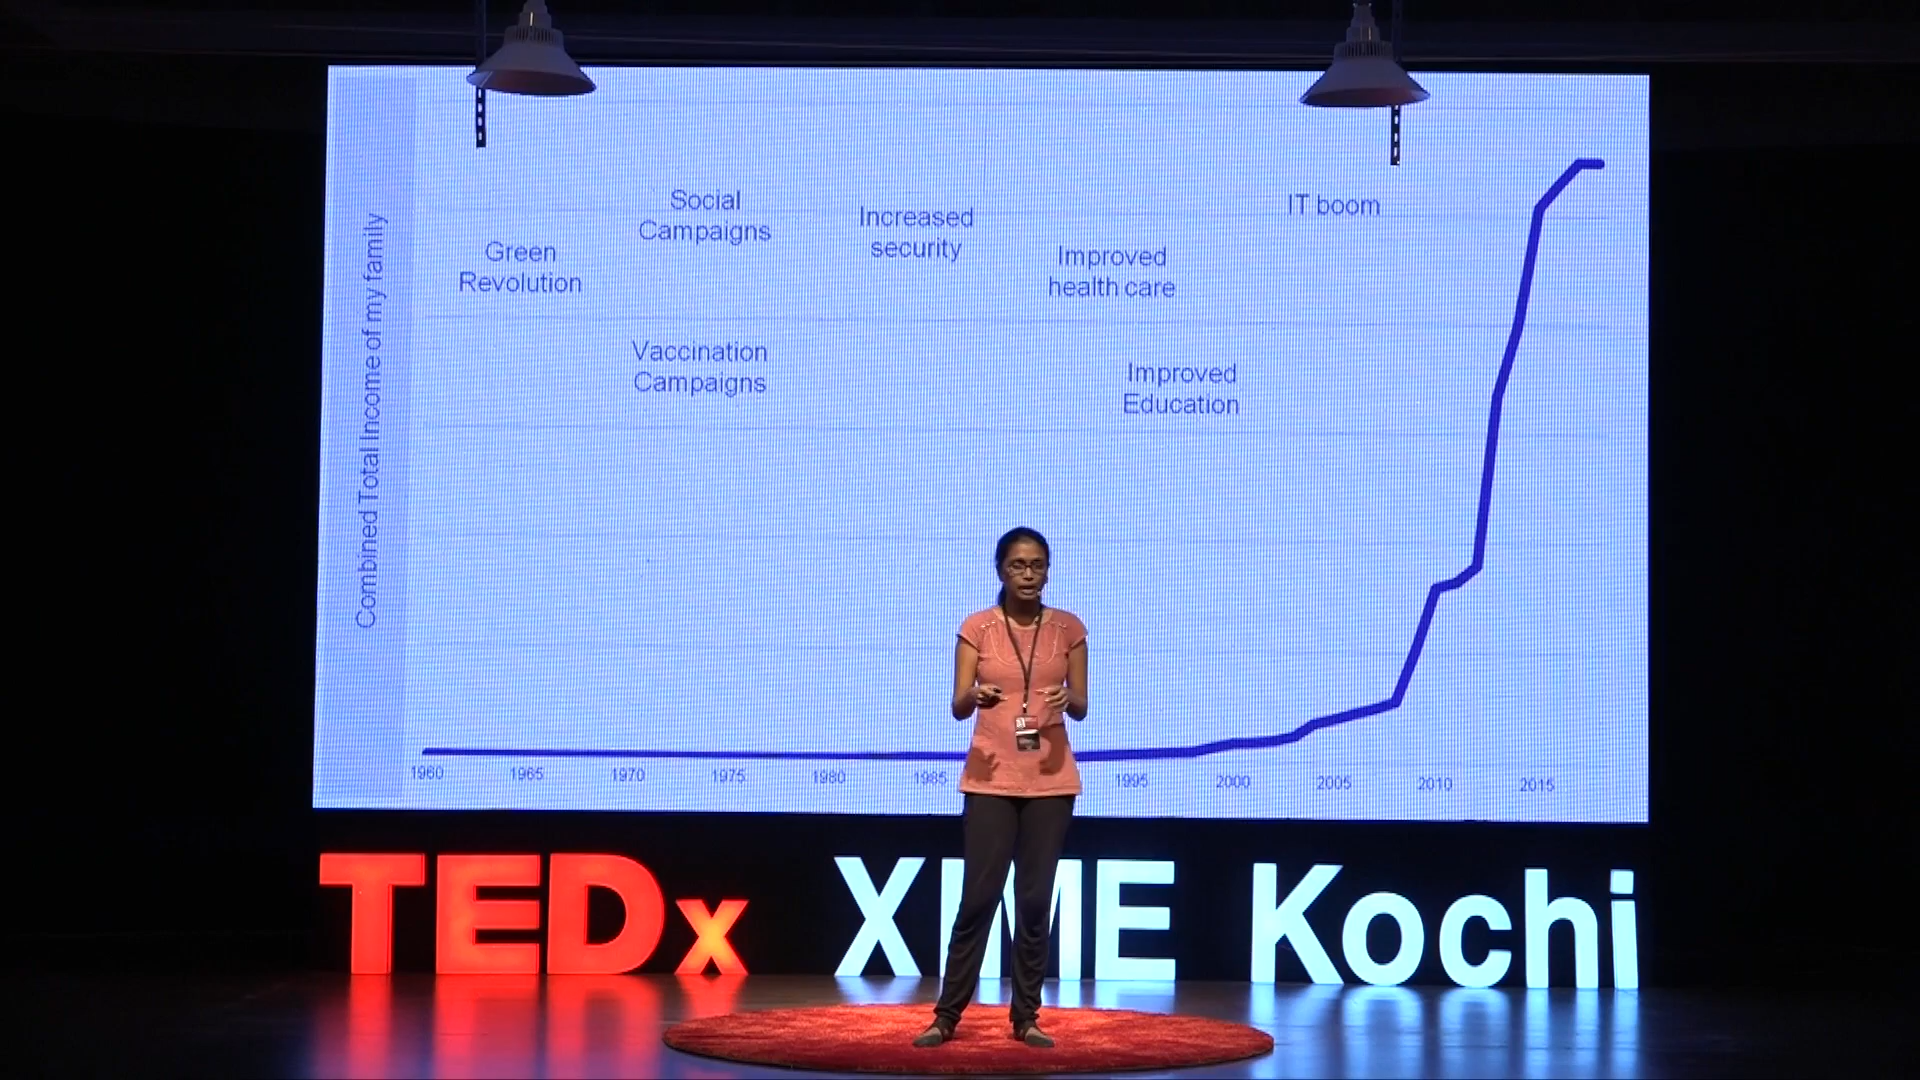 Combined Total Income of my family
Green
Revolution
Social
Campaigns
Vaccination
Campaigns
Increased
security
Improved
health care
Improved
Education
IT boom
1960 1965 1970 1975 1980 1985 1995 2000 2005 2010 2015
TEDx XIME Kochi